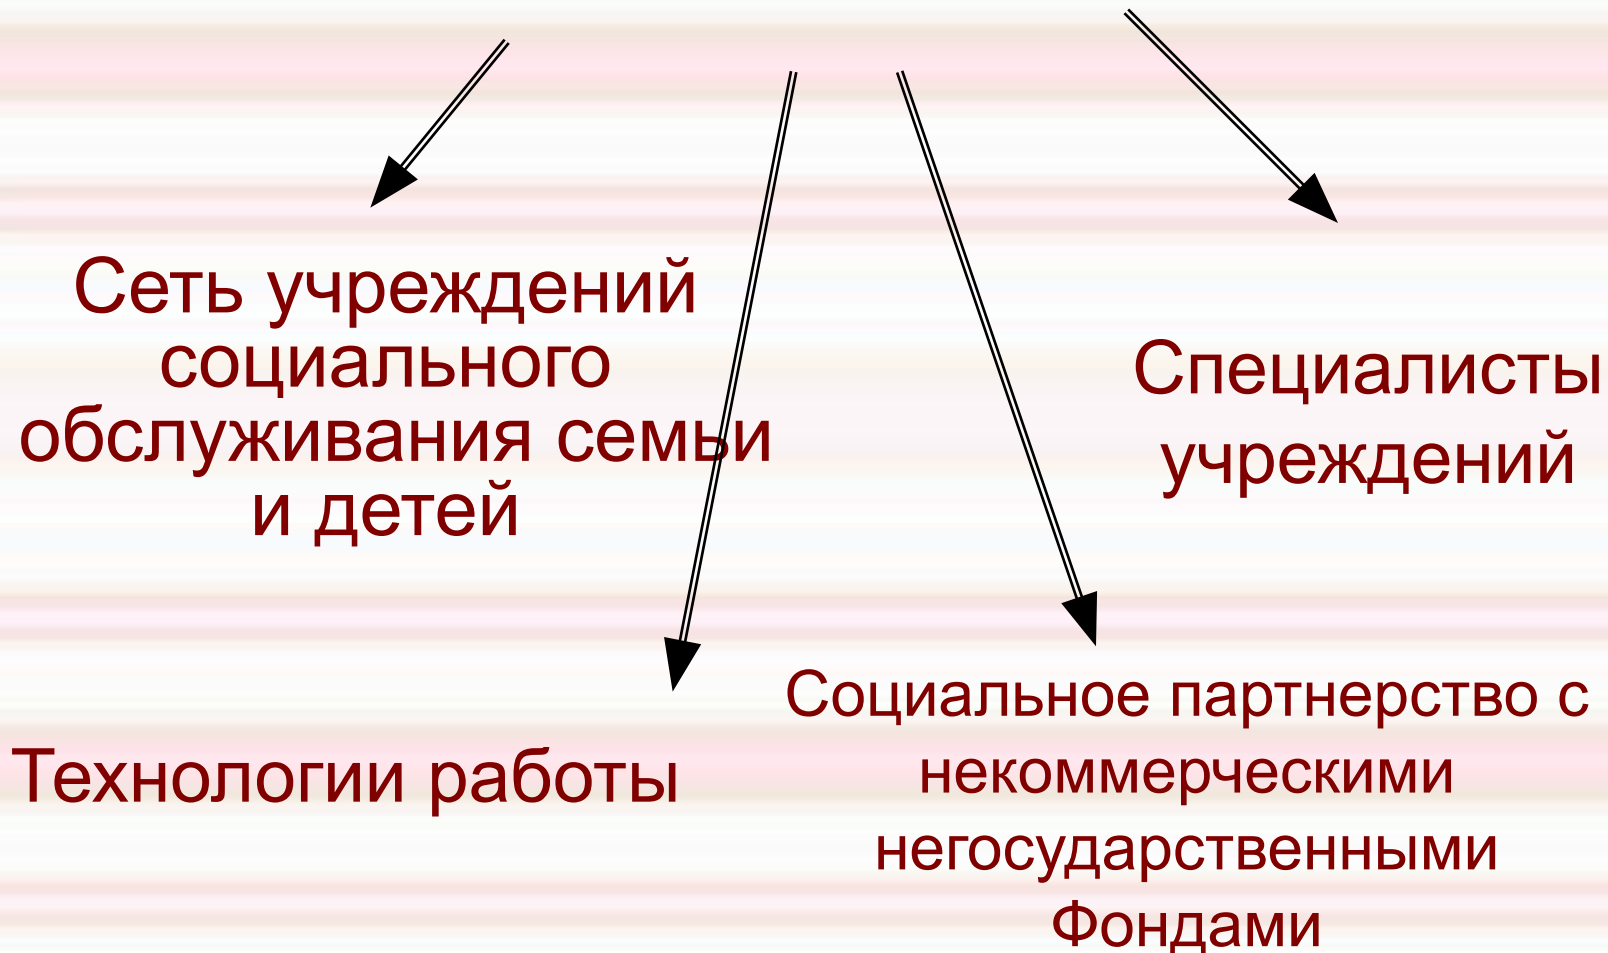 Сеть учреждений
социального
обслуживания семьи
и детей
Специалисты
учреждений
Технологии работы
Социальное партнерство с
некоммерческими
негосударственными
Фондами